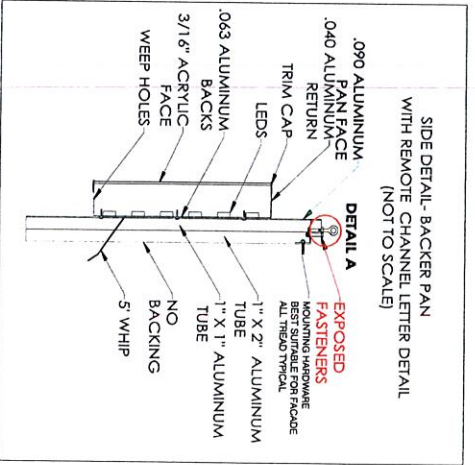 SIDE DETAIL- BACKER PAN
WITH REMOTE CHANNEL LETTER DETAIL
(NOT TO SCALE)
DETAIL A
.090 ALUMINUM
PAN FACE
.040 ALUMINUM
RETURN
TRIM CAP
LEDS
.063 ALUMINUM
BACKS
3/16" ACRYLIC
FACE
WEEP HOLES
EXPOSED
FASTENERS
MOUNTING HARDWARE
BEST SUITABLE FOR FACADE
ALL THREAD TYPICAL
1" X 2" ALUMINUM
TUBE
1" X 1" ALUMINUM
TUBE
NO
BACKING
5' WHIP